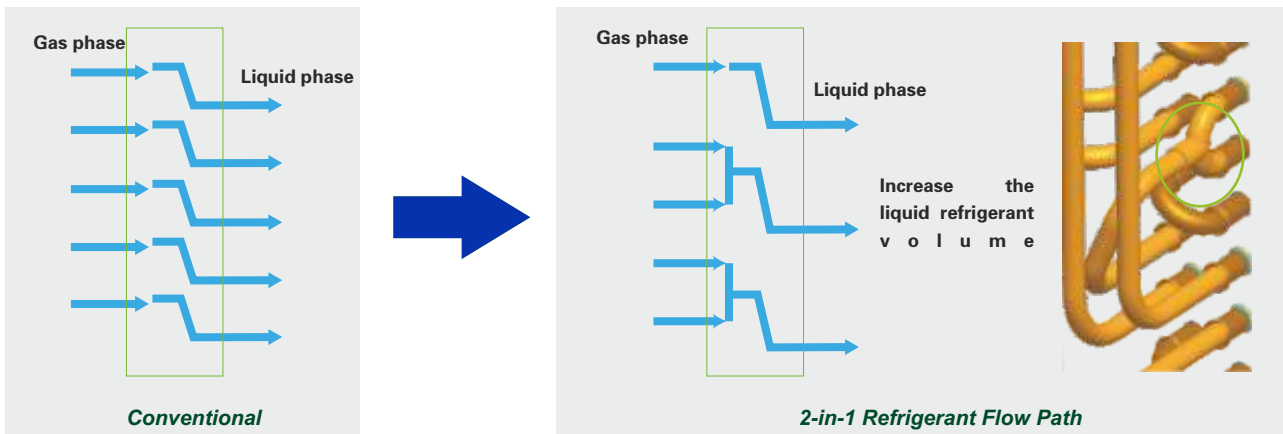 Gas phase
Liquid phase
Conventional
Gas phase
Liquid phase
Increase the
liquid refrigerant
v o l u m e
2-in-1 Refrigerant Flow Path